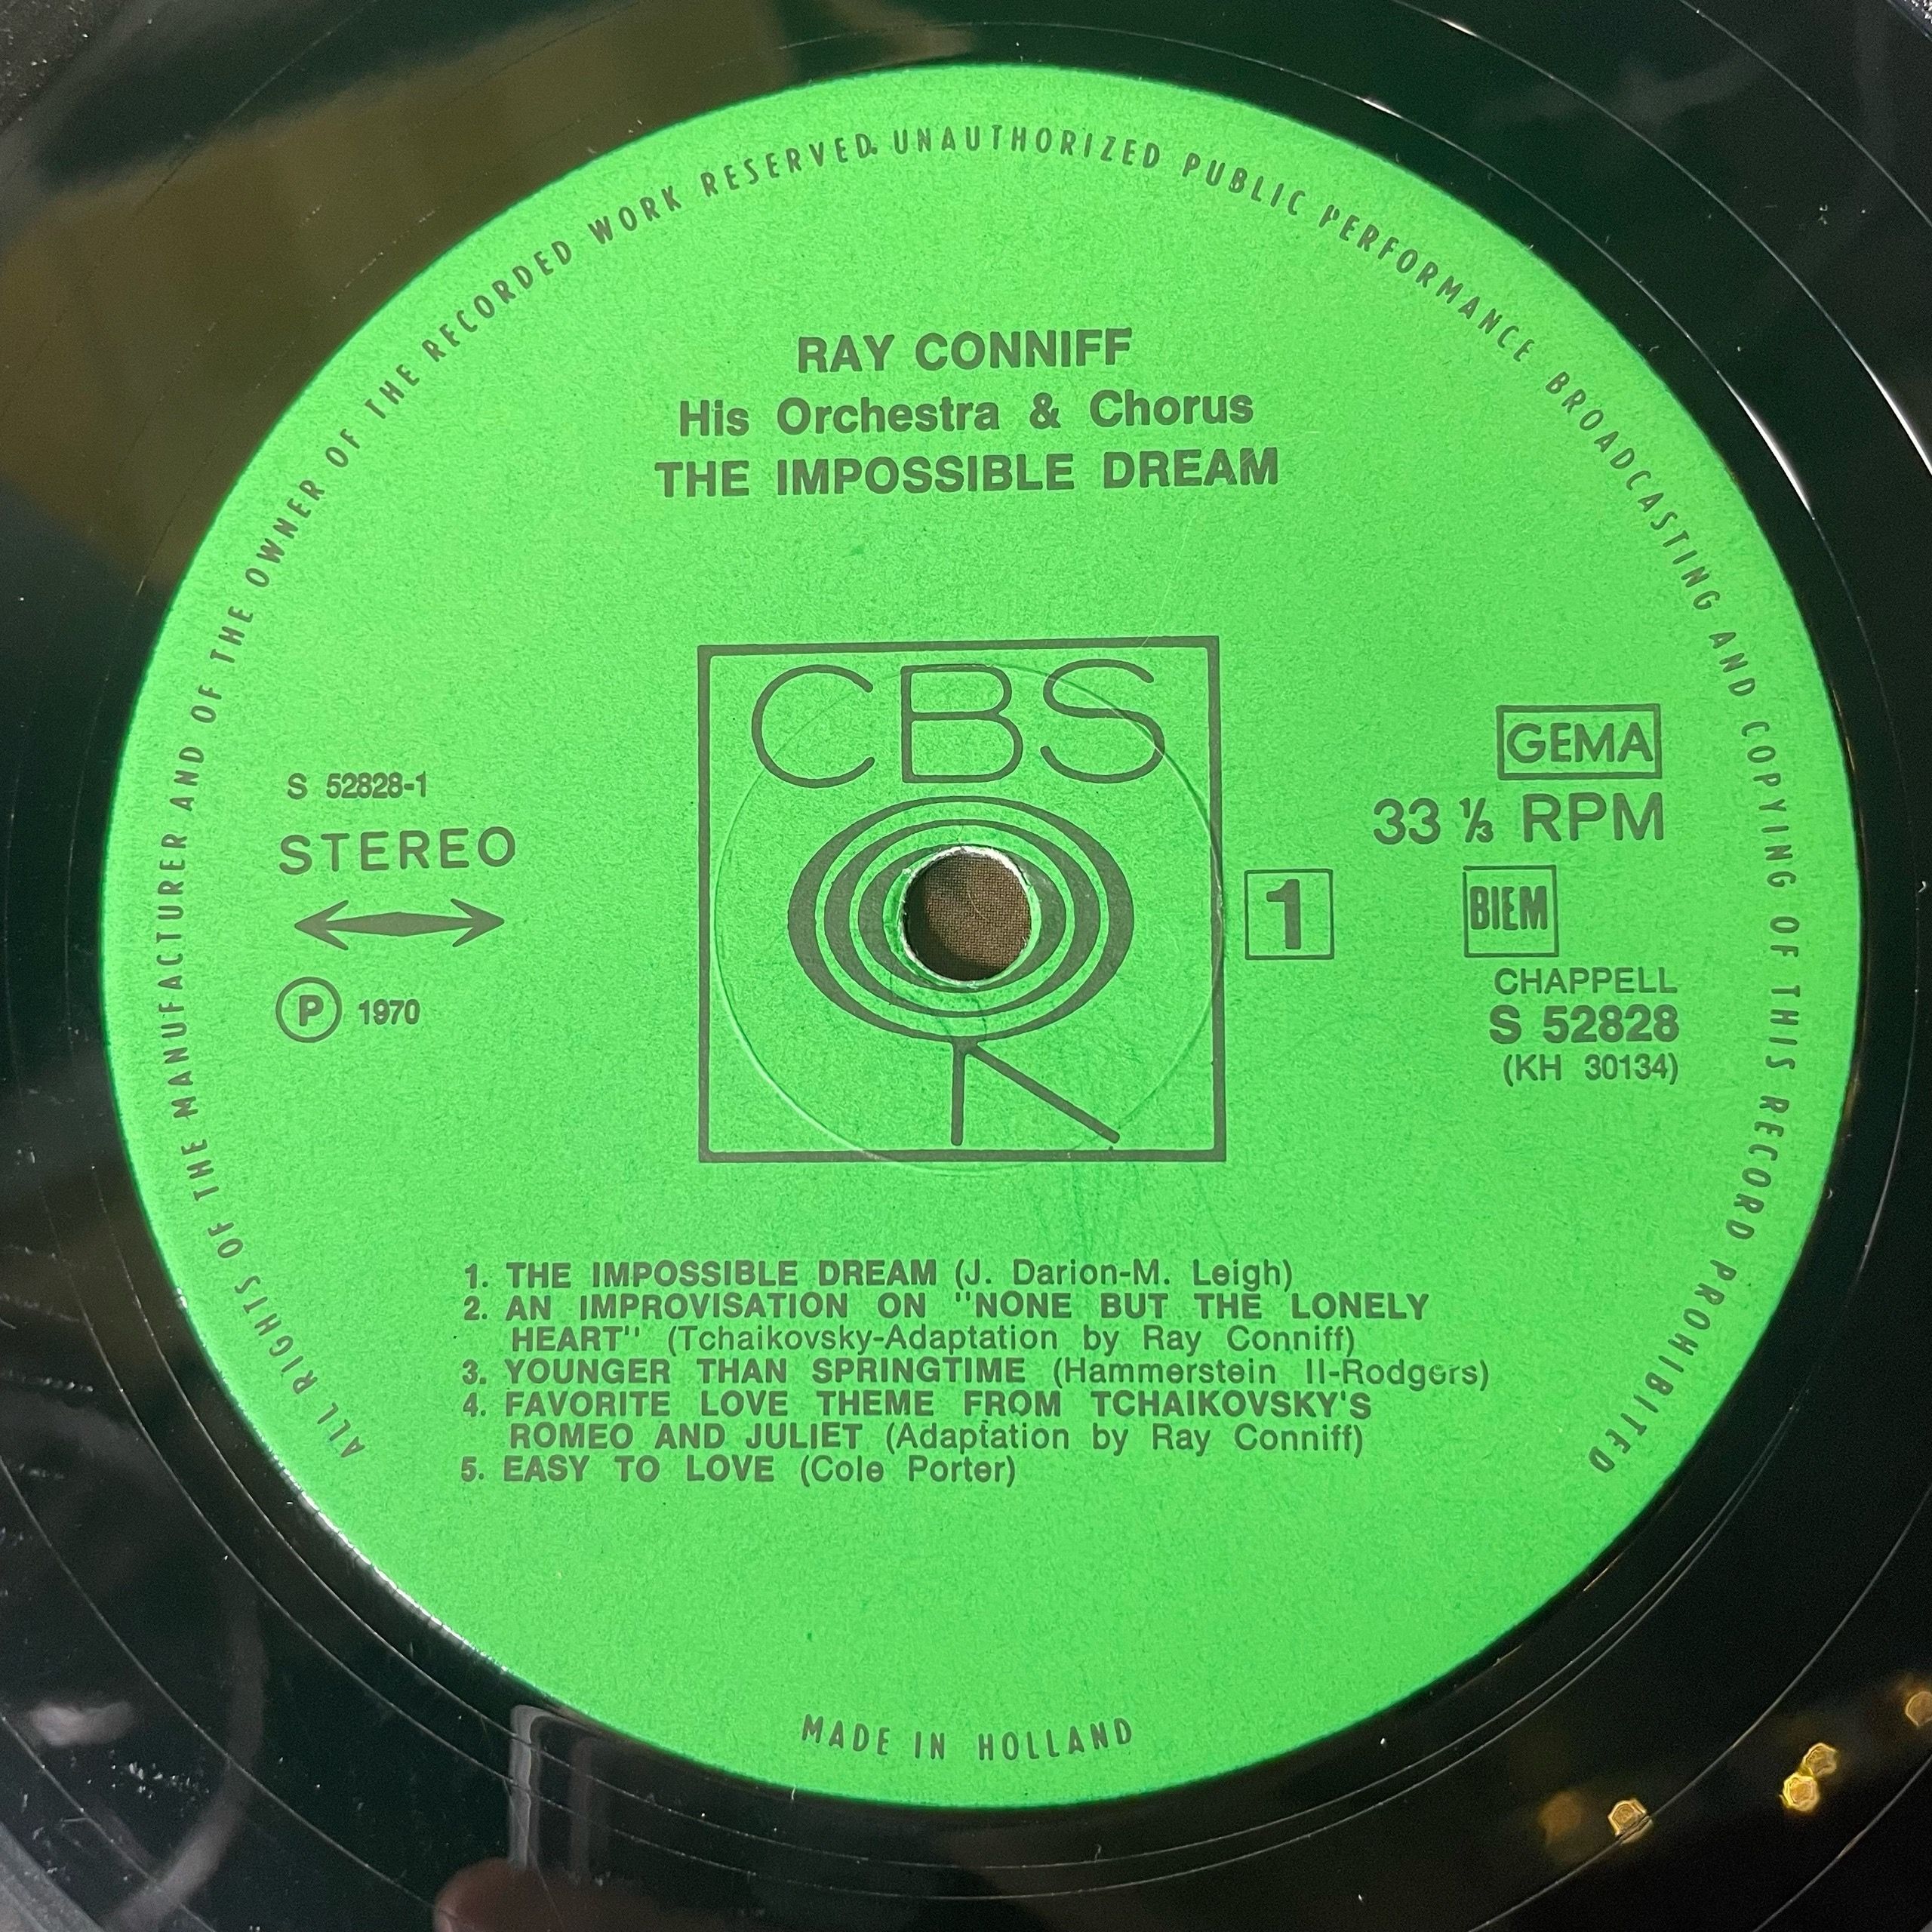 ALL RIGHTS OF THE MANUFACTURER AND OF THE OWNER OF THE RECORDED WORK RESERVED. UNAUTHORIZED PUBLIC PERFORMANCE BROADCASTING AND COPYING OF THIS RECORD PROHIBITED
RAY CONNIFF
His Orchestra & Chorus
THE IMPOSSIBLE DREAM
CBS
S 52828-1
STEREO
Ⓟ 1970
1
GEMA
33 ⅓ RPM
BIEM
CHAPPELL
S 52828
(KH 30134)
1. THE IMPOSSIBLE DREAM (J. Darion-M. Leigh)
2. AN IMPROVISATION ON "NONE BUT THE LONELY
HEART" (Tchaikovsky-Adaptation by Ray Conniff)
3. YOUNGER THAN SPRINGTIME (Hammerstein II-Rodgers)
4. FAVORITE LOVE THEME FROM TCHAIKOVSKY'S
ROMEO AND JULIET (Adaptation by Ray Conniff)
5. EASY TO LOVE (Cole Porter)
MADE IN HOLLAND